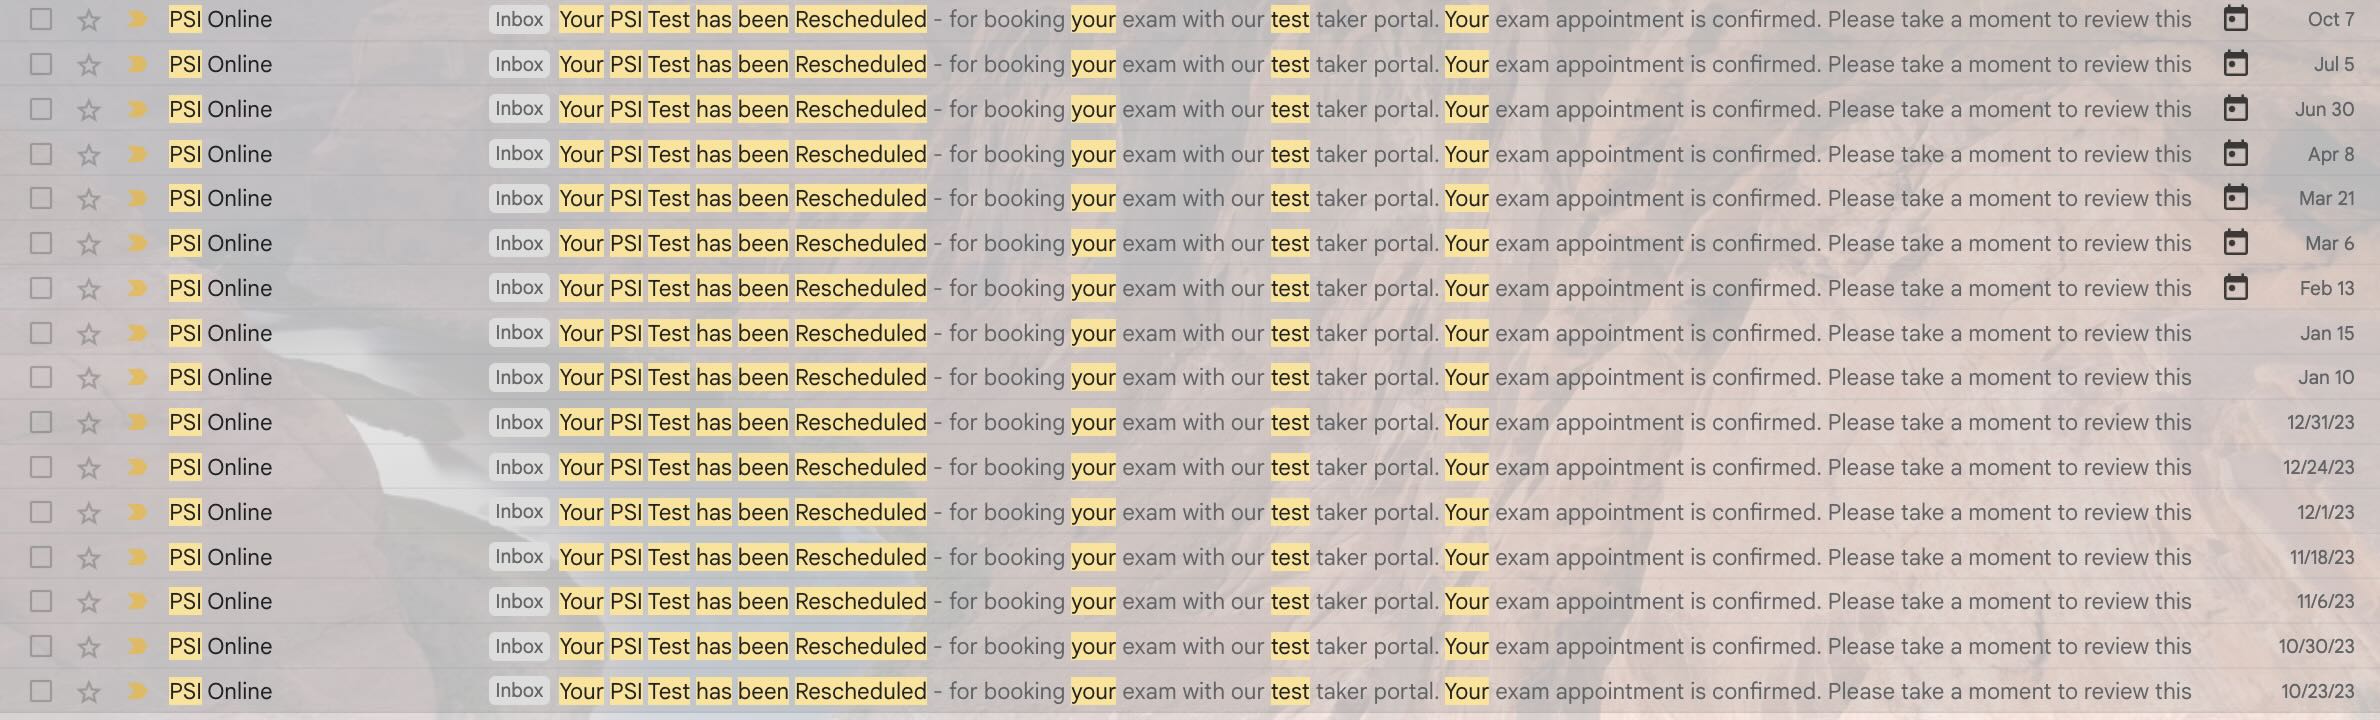 PSI Online Inbox Your PSI Test has been Rescheduled - for booking your exam with our test taker portal. Your exam appointment is confirmed. Please take a moment to review this Oct 7
PSI Online Inbox Your PSI Test has been Rescheduled - for booking your exam with our test taker portal. Your exam appointment is confirmed. Please take a moment to review this Jul 5
PSI Online Inbox Your PSI Test has been Rescheduled - for booking your exam with our test taker portal. Your exam appointment is confirmed. Please take a moment to review this Jun 30
PSI Online Inbox Your PSI Test has been Rescheduled - for booking your exam with our test taker portal. Your exam appointment is confirmed. Please take a moment to review this Apr 8
PSI Online Inbox Your PSI Test has been Rescheduled - for booking your exam with our test taker portal. Your exam appointment is confirmed. Please take a moment to review this Mar 21
PSI Online Inbox Your PSI Test has been Rescheduled - for booking your exam with our test taker portal. Your exam appointment is confirmed. Please take a moment to review this Mar 6
PSI Online Inbox Your PSI Test has been Rescheduled - for booking your exam with our test taker portal. Your exam appointment is confirmed. Please take a moment to review this Feb 13
PSI Online Inbox Your PSI Test has been Rescheduled - for booking your exam with our test taker portal. Your exam appointment is confirmed. Please take a moment to review this Jan 15
PSI Online Inbox Your PSI Test has been Rescheduled - for booking your exam with our test taker portal. Your exam appointment is confirmed. Please take a moment to review this Jan 10
PSI Online Inbox Your PSI Test has been Rescheduled - for booking your exam with our test taker portal. Your exam appointment is confirmed. Please take a moment to review this 12/31/23
PSI Online Inbox Your PSI Test has been Rescheduled - for booking your exam with our test taker portal. Your exam appointment is confirmed. Please take a moment to review this 12/24/23
PSI Online Inbox Your PSI Test has been Rescheduled - for booking your exam with our test taker portal. Your exam appointment is confirmed. Please take a moment to review this 12/1/23
PSI Online Inbox Your PSI Test has been Rescheduled - for booking your exam with our test taker portal. Your exam appointment is confirmed. Please take a moment to review this 11/18/23
PSI Online Inbox Your PSI Test has been Rescheduled - for booking your exam with our test taker portal. Your exam appointment is confirmed. Please take a moment to review this 11/6/23
PSI Online Inbox Your PSI Test has been Rescheduled - for booking your exam with our test taker portal. Your exam appointment is confirmed. Please take a moment to review this 10/30/23
PSI Online Inbox Your PSI Test has been Rescheduled - for booking your exam with our test taker portal. Your exam appointment is confirmed. Please take a moment to review this 10/23/23